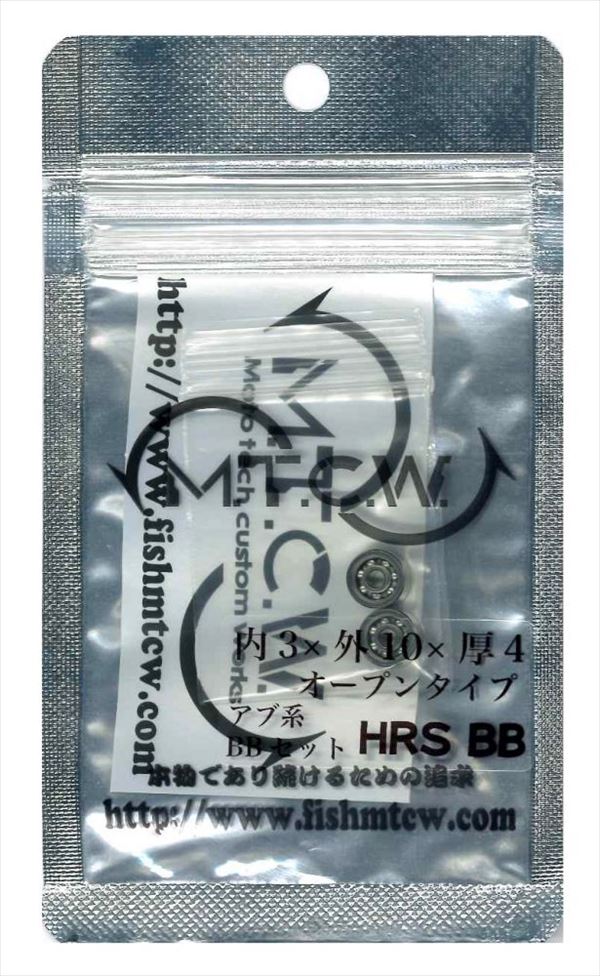 http://www.fishmtcw.com
M.T.C.W.
Moto tech custom works
M.T.C.W.
内3×外10×厚4
オープンタイプ
アブ系
BBセット HRS BB
本物であり続けるための追求
http://www.fishmtcw.com